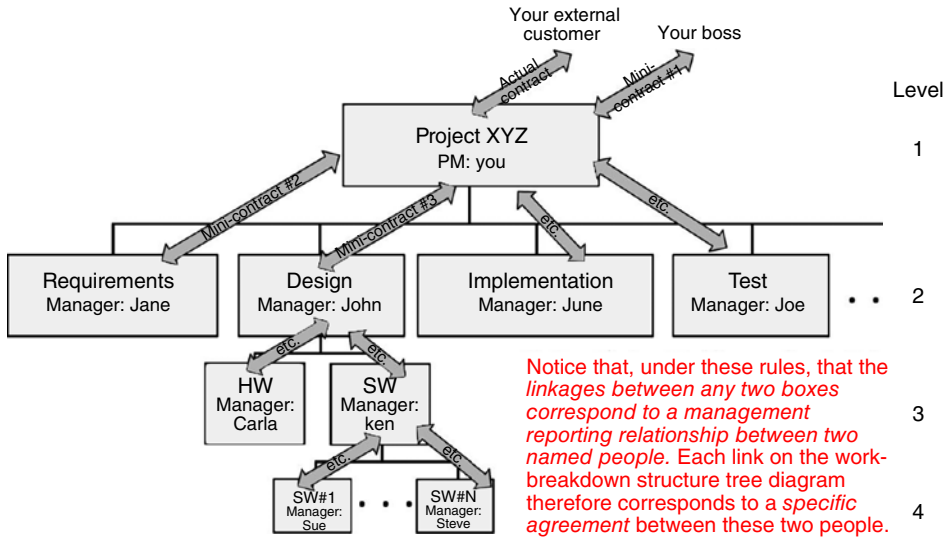 Your external
customer
Your boss
Actual
contract
Mini-
contract #1
Level
Project XYZ
PM: you
1
Mini-contract #2
Mini-contract #3
etc.
etc.
Requirements
Manager: Jane
Design
Manager: John
Implementation
Manager: June
Test
Manager: Joe
. .
2
etc.
etc.
HW
Manager:
Carla
SW
Manager:
ken
3
Notice that, under these rules, that the
linkages between any two boxes
correspond to a management
reporting relationship between two
named people. Each link on the work-
breakdown structure tree diagram
therefore corresponds to a specific
agreement between these two people.
etc.
etc.
SW#1
Manager:
Sue
. . .
SW#N
Manager:
Steve
4